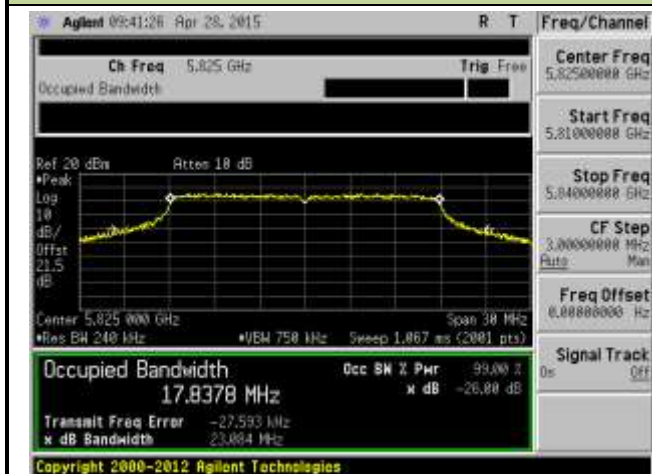 Agilent 09:41:26 Apr 28, 2015 R T
Freq/Channel
Ch Freq 5.825 GHz Trig Free
Occupied Bandwidth
Center Freq
5.82500000 GHz
Start Freq
5.81000000 GHz
Stop Freq
5.84000000 GHz
CF Step
3.00000000 MHz
Auto Man
Freq Offset
0.00000000 Hz
Signal Track
On Off
Ref 20 dBm Atten 10 dB
#Peak
Log
10
dB/
Offst
21.5
dB
Center 5.825 000 GHz Span 30 MHz
#Res BW 240 kHz #VBW 750 kHz Sweep 1.067 ms (2001 pts)
Occupied Bandwidth
17.8378 MHz
Occ BW % Pwr 99.00 %
x dB -26.00 dB
Transmit Freq Error -27.593 kHz
x dB Bandwidth 23.084 MHz
Copyright 2000-2012 Agilent Technologies